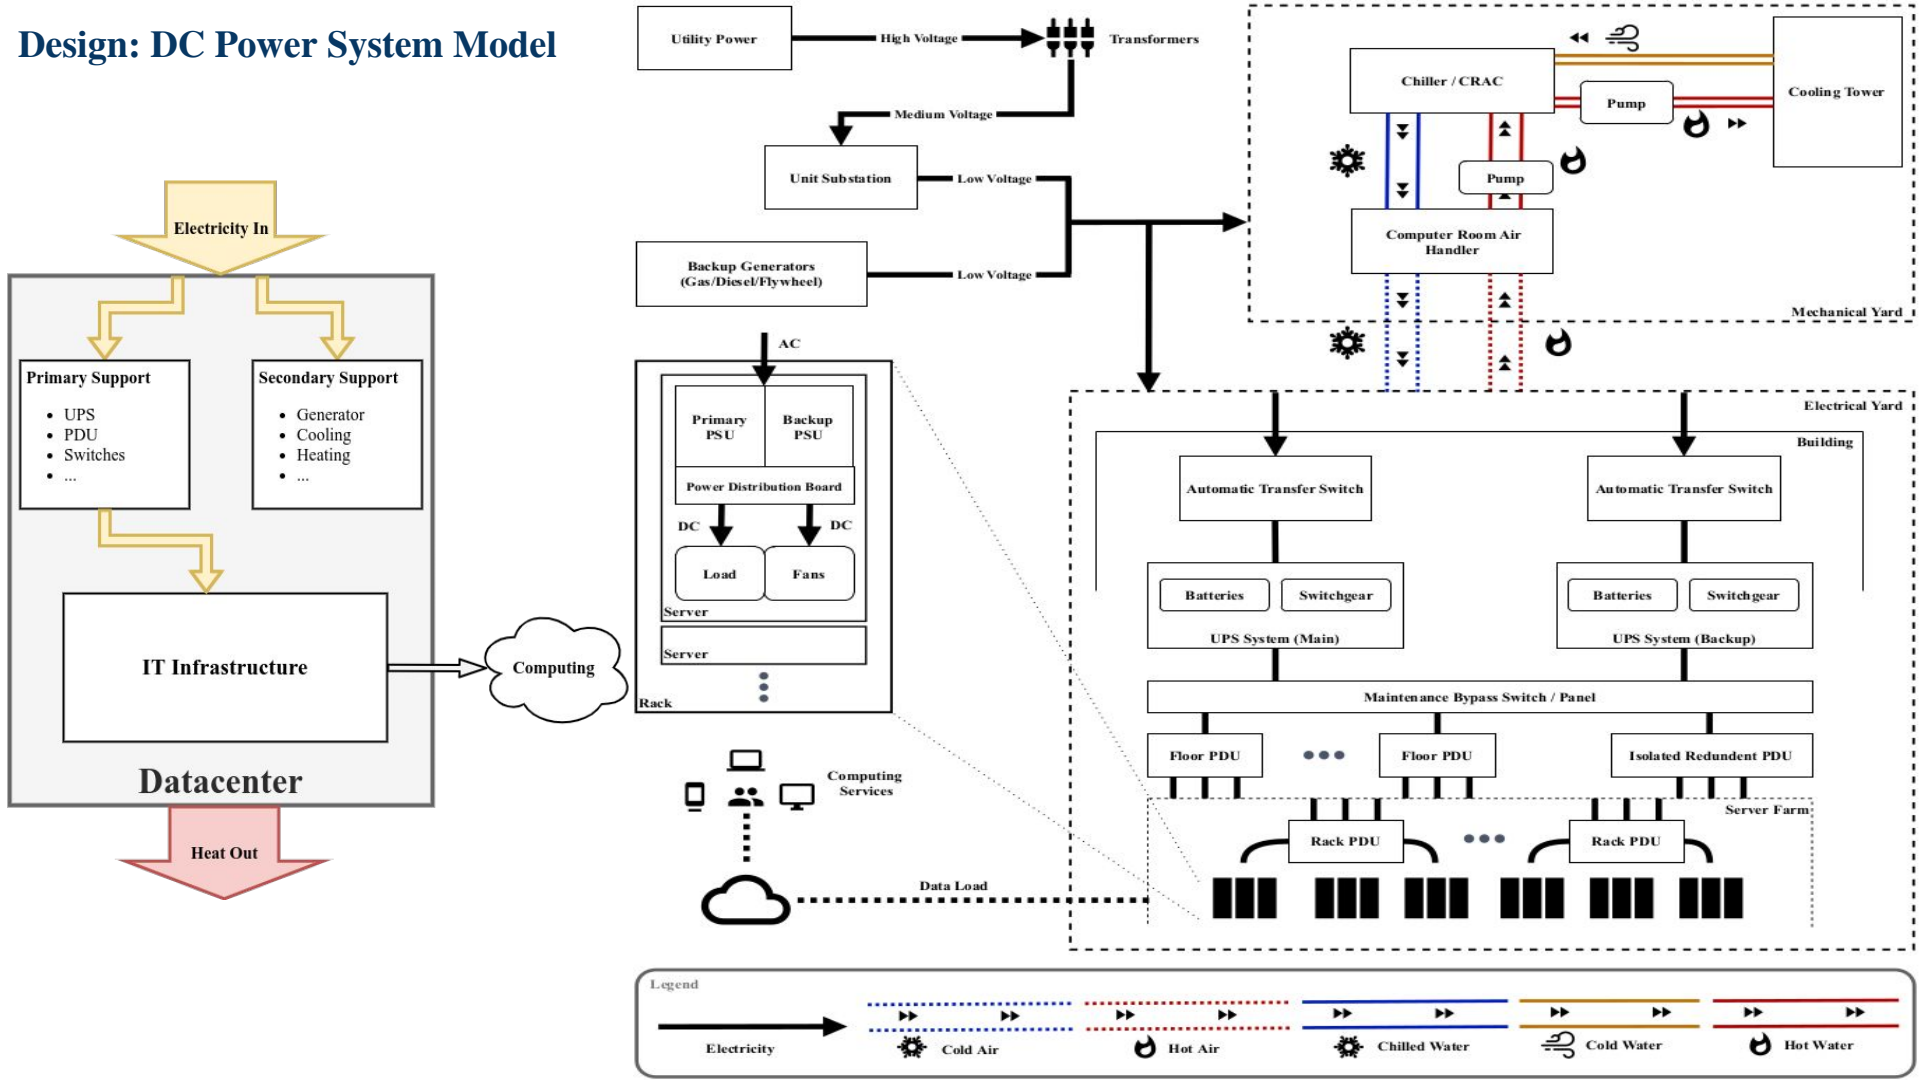 Design: DC Power System Model
Electricity In
Primary Support
• UPS
• PDU
• Switches
• ...
Secondary Support
• Generator
• Cooling
• Heating
• ...
IT Infrastructure
Computing
Datacenter
Heat Out
Utility Power
High Voltage
Transformers
Medium Voltage
Unit Substation
Low Voltage
Backup Generators
(Gas/Diesel/Flywheel)
Low Voltage
Chiller / CRAC
Pump
Cooling Tower
Pump
Computer Room Air
Handler
Mechanical Yard
AC
Primary
PSU
Backup
PSU
Power Distribution Board
DC
DC
Load
Fans
Server
Server
Rack
Computing
Services
Data Load
Electrical Yard
Building
Automatic Transfer Switch
Automatic Transfer Switch
Batteries
Switchgear
UPS System (Main)
Batteries
Switchgear
UPS System (Backup)
Maintenance Bypass Switch / Panel
Floor PDU
Floor PDU
Isolated Redundent PDU
Server Farm
Rack PDU
Rack PDU
Legend
Electricity
Cold Air
Hot Air
Chilled Water
Cold Water
Hot Water